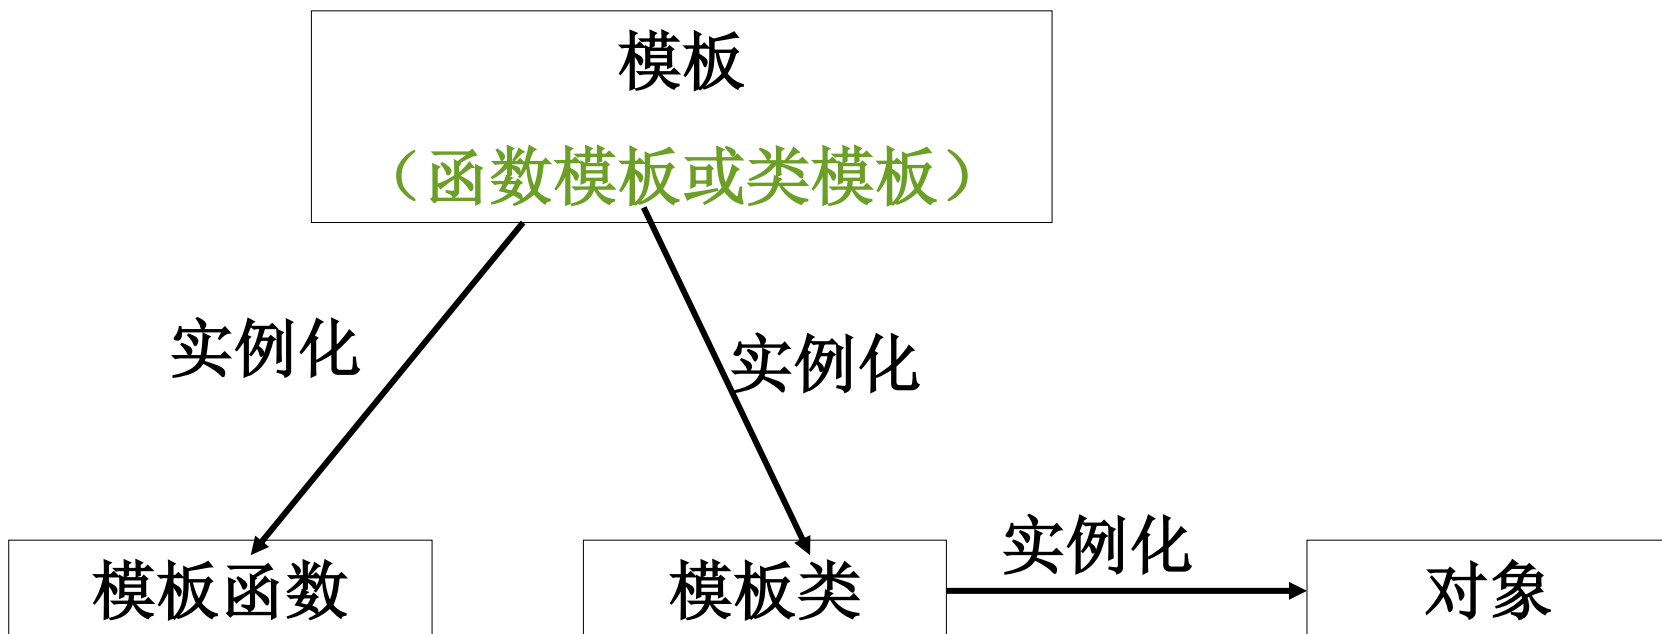 模板
（函数模板或类模板）
实例化
实例化
实例化
模板函数
模板类
对象